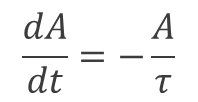 dA/dt = − A/τ